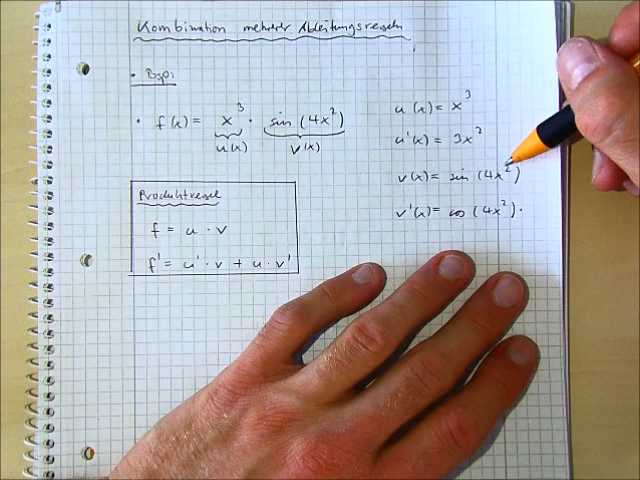 Kombination mehrerer Ableitungsregeln
• Bsp:
• f(x) = x³ · sin (4x²)
u(x) v(x)
Produktregel
f = u · v
f' = u' · v + u · v'
u(x) = x³
u'(x) = 3x²
v(x) = sin (4x²)
v'(x) = cos (4x²) ·